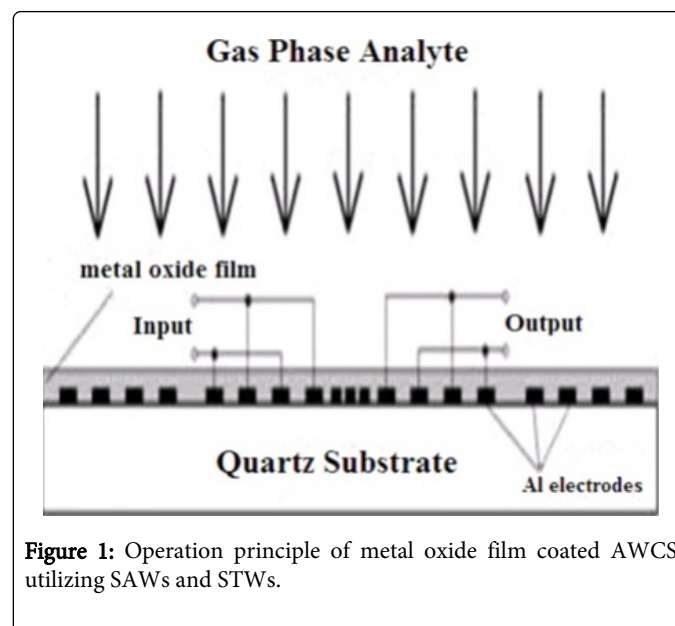 Gas Phase Analyte
metal oxide film
Input
Output
Quartz Substrate
Al electrodes
Figure 1: Operation principle of metal oxide film coated AWCS
utilizing SAWs and STWs.